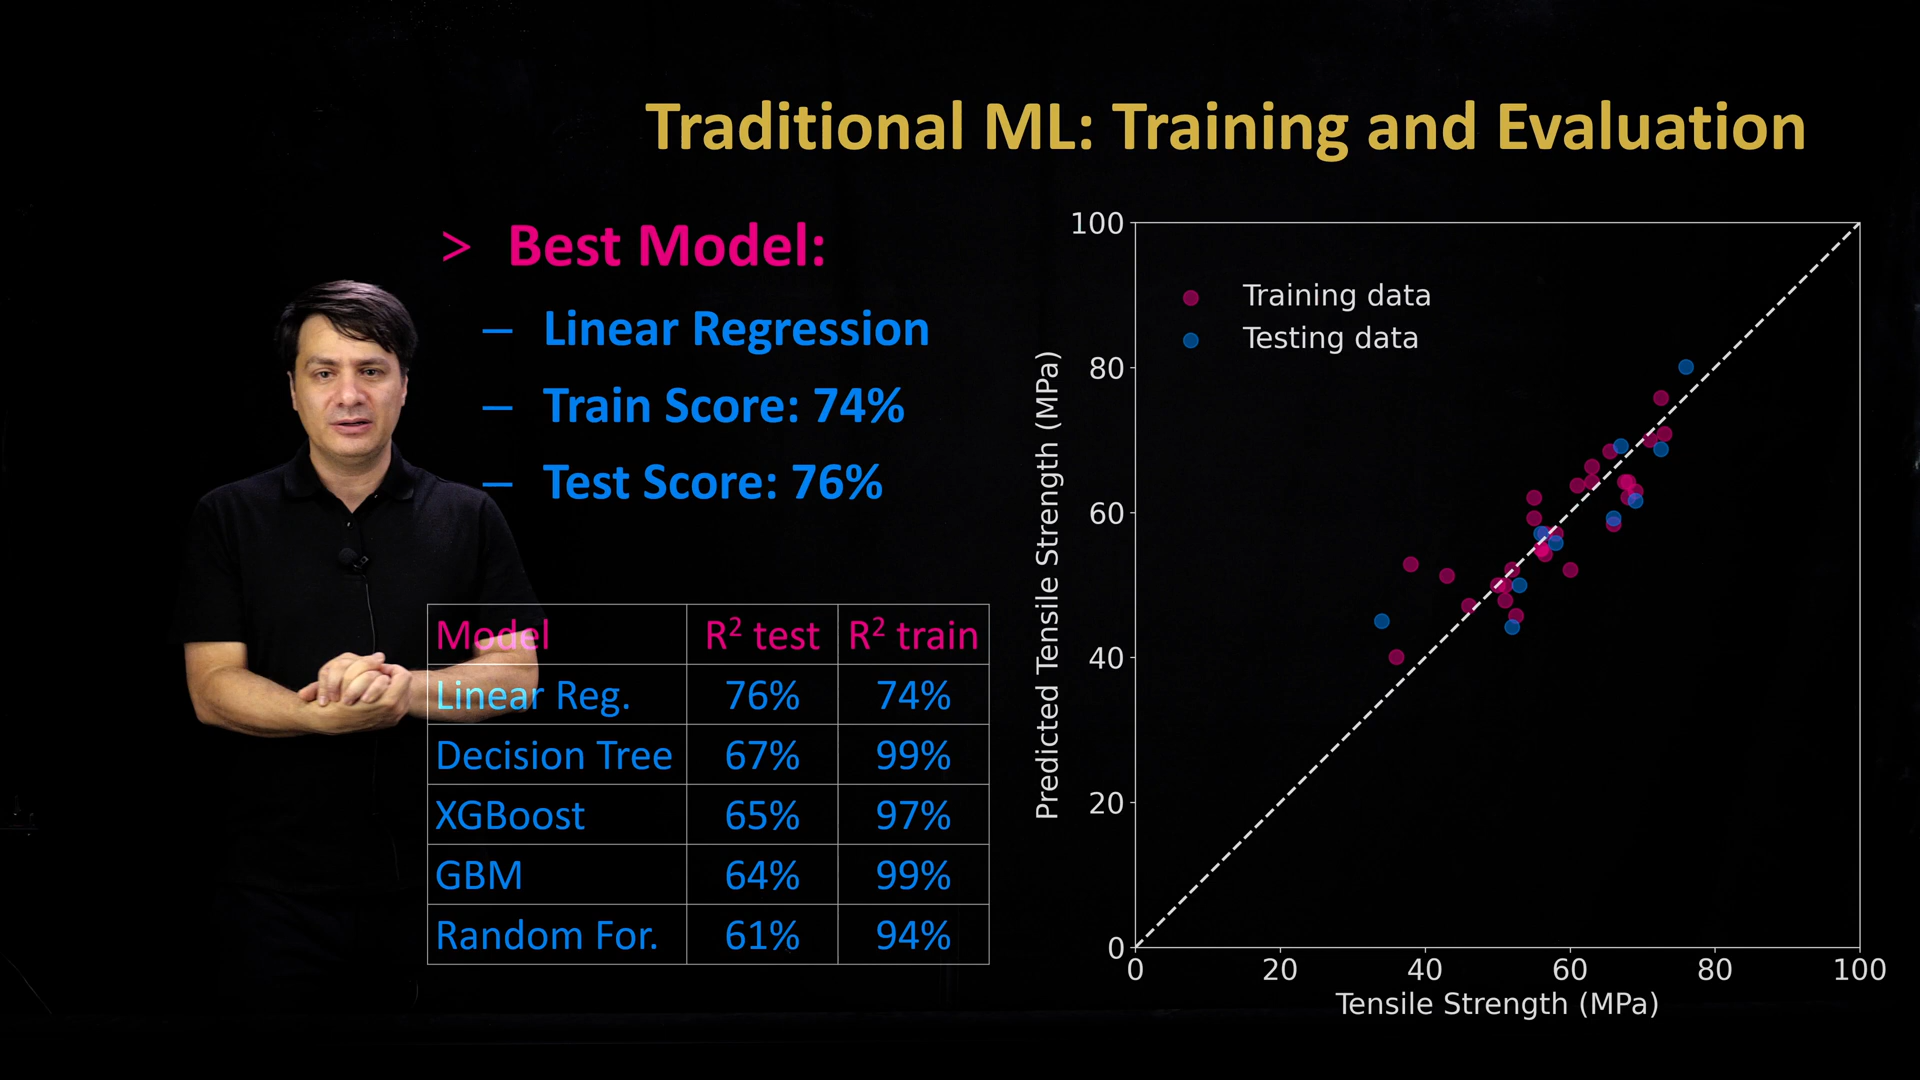 Traditional ML: Training and Evaluation
> Best Model:
– Linear Regression
– Train Score: 74%
– Test Score: 76%
Model R² test R² train
Linear Reg. 76% 74%
Decision Tree 67% 99%
XGBoost 65% 97%
GBM 64% 99%
Random For. 61% 94%
Training data
Testing data
Predicted Tensile Strength (MPa)
100
80
60
40
20
0
0 20 40 60 80 100
Tensile Strength (MPa)